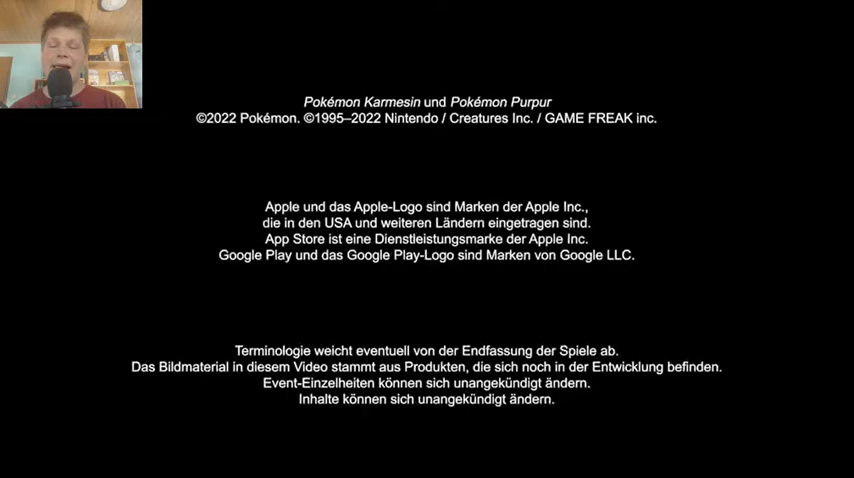 Pokémon Karmesin und Pokémon Purpur
©2022 Pokémon. ©1995–2022 Nintendo / Creatures Inc. / GAME FREAK inc.
Apple und das Apple-Logo sind Marken der Apple Inc.,
die in den USA und weiteren Ländern eingetragen sind.
App Store ist eine Dienstleistungsmarke der Apple Inc.
Google Play und das Google Play-Logo sind Marken von Google LLC.
Terminologie weicht eventuell von der Endfassung der Spiele ab.
Das Bildmaterial in diesem Video stammt aus Produkten, die sich noch in der Entwicklung befinden.
Event-Einzelheiten können sich unangekündigt ändern.
Inhalte können sich unangekündigt ändern.